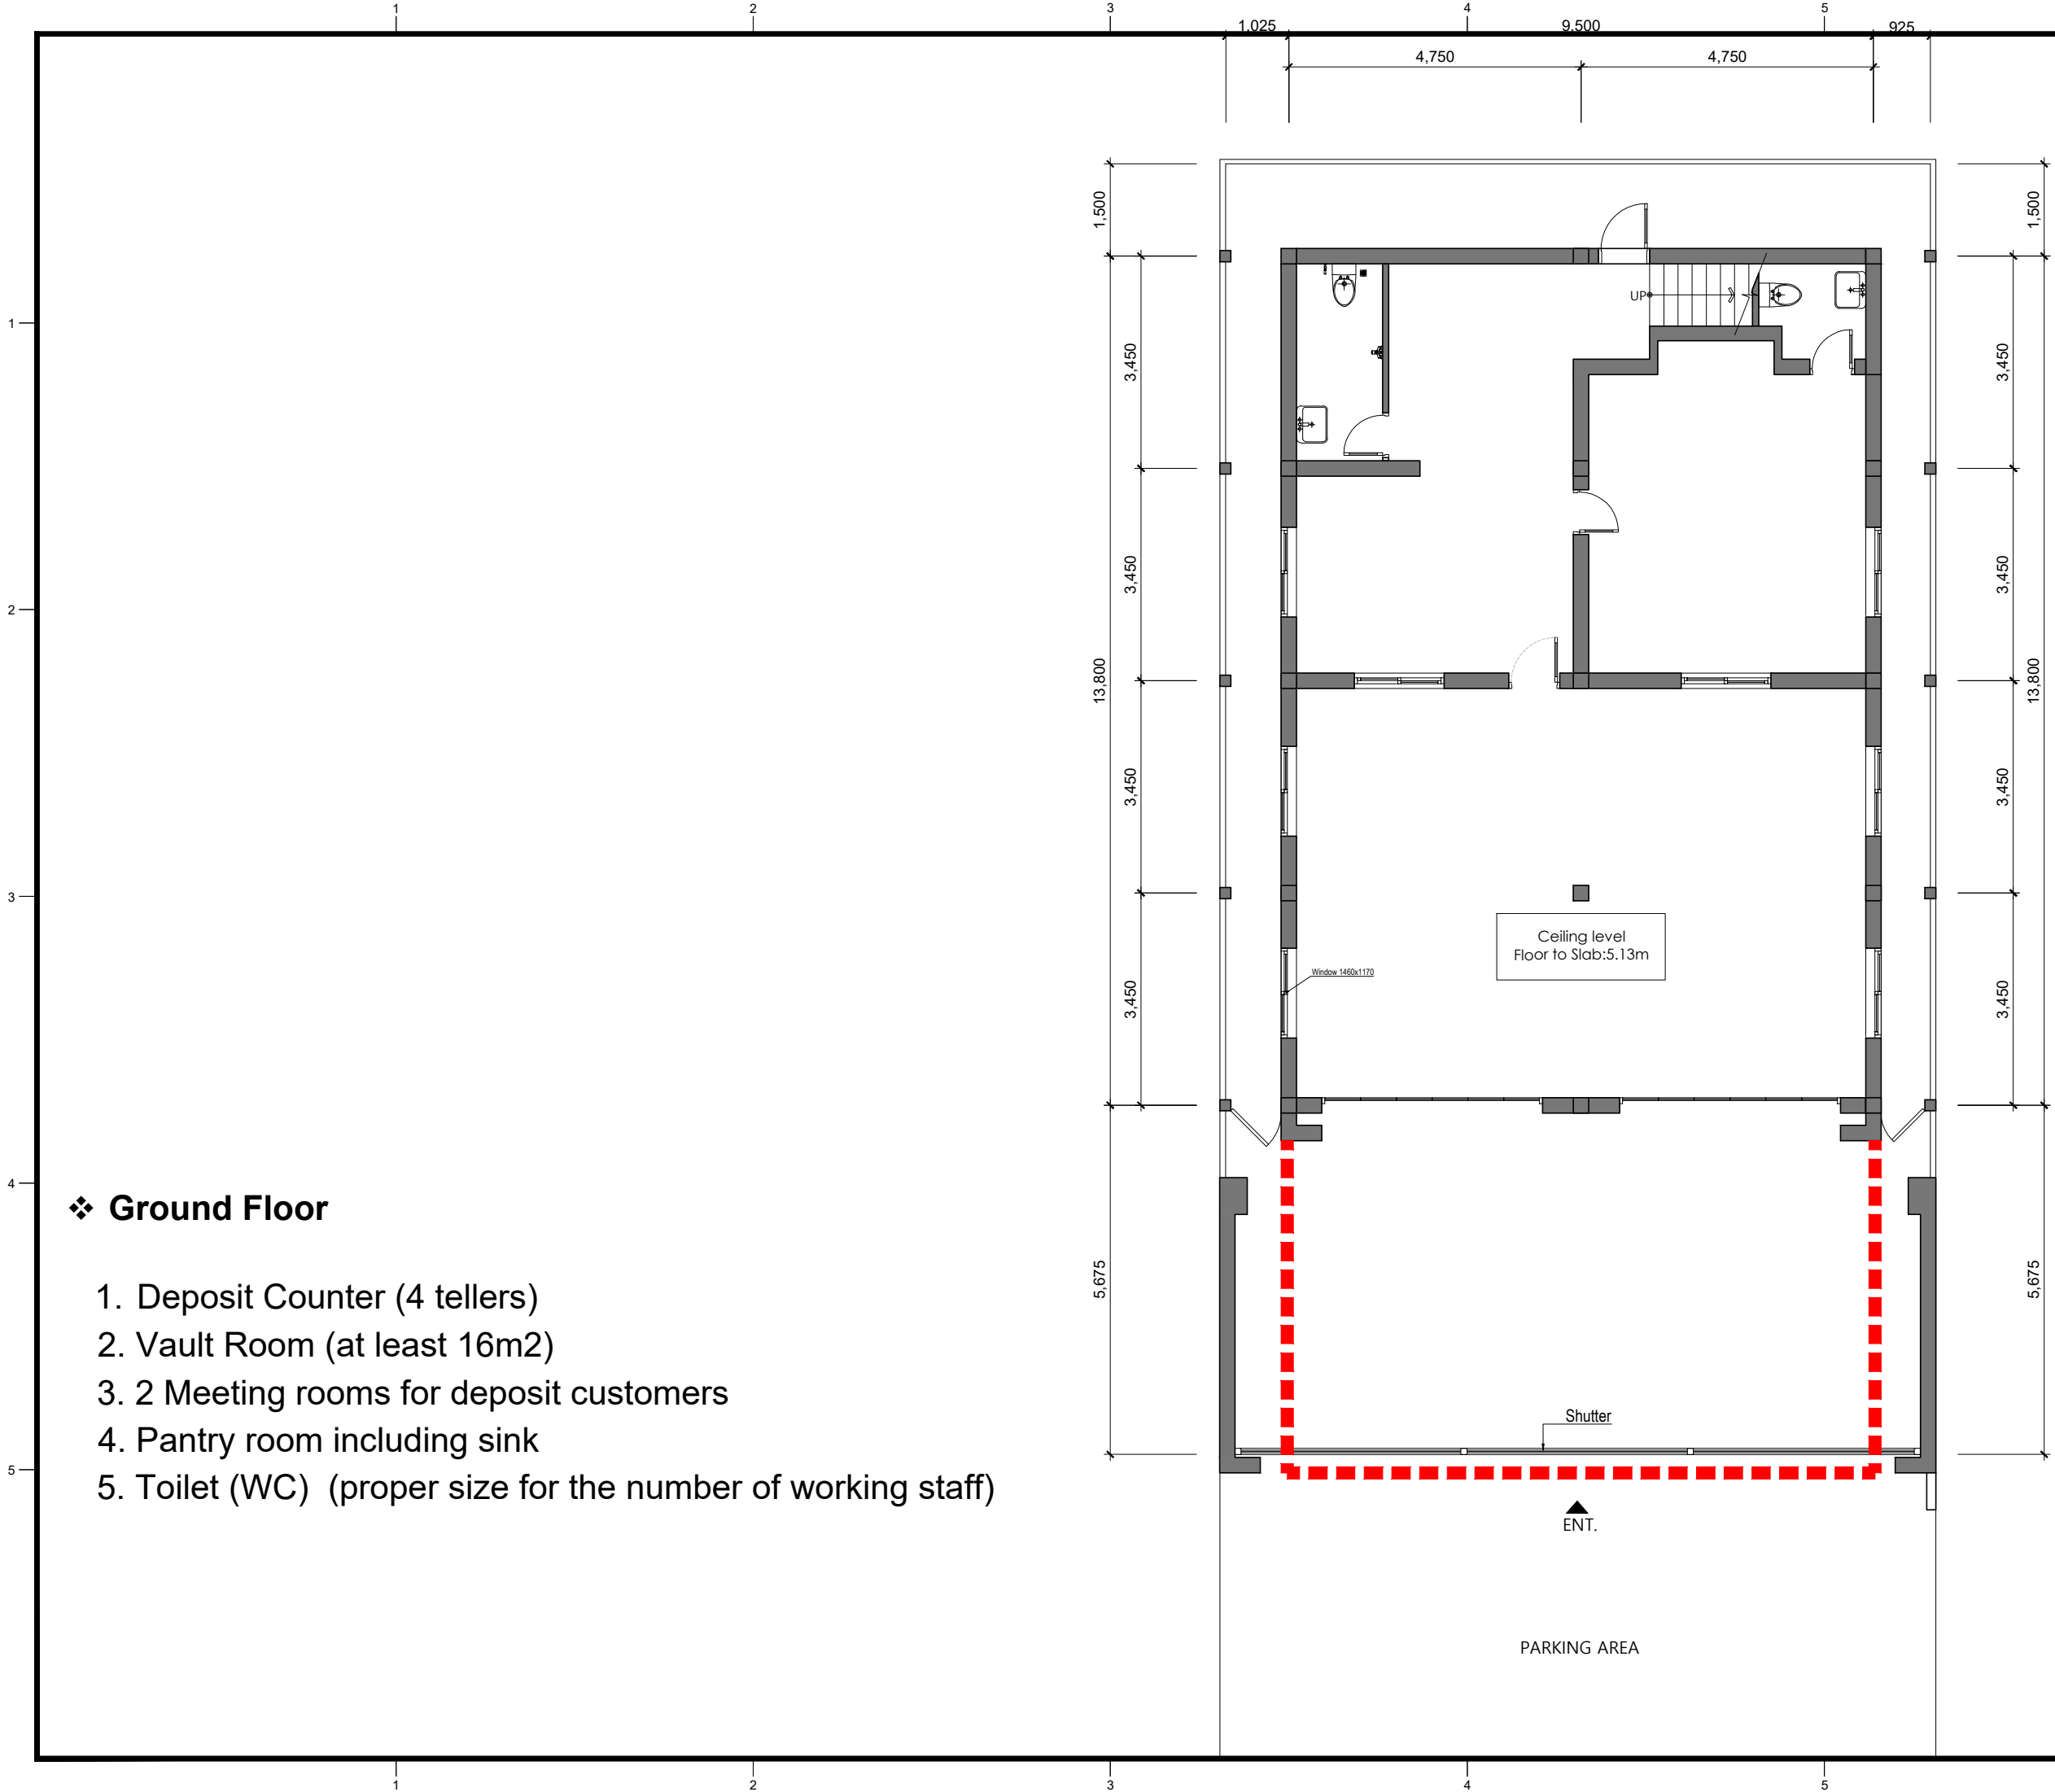 1
2
3
4
5
1,025
9,500
925
4,750
4,750
1,500
1,500
UP
1
1
3,450
3,450
3,450
3,450
2
13,800
13,800
3,450
3,450
3
Ceiling level
Floor to Slab:5.13m
Window 1460x1170
3,450
3,450
4
❖ Ground Floor
5,675
5,675
1. Deposit Counter (4 tellers)
2. Vault Room (at least 16m2)
3. 2 Meeting rooms for deposit customers
Shutter
4. Pantry room including sink
5
5. Toilet (WC) (proper size for the number of working staff)
ENT.
PARKING AREA
1
2
3
4
5